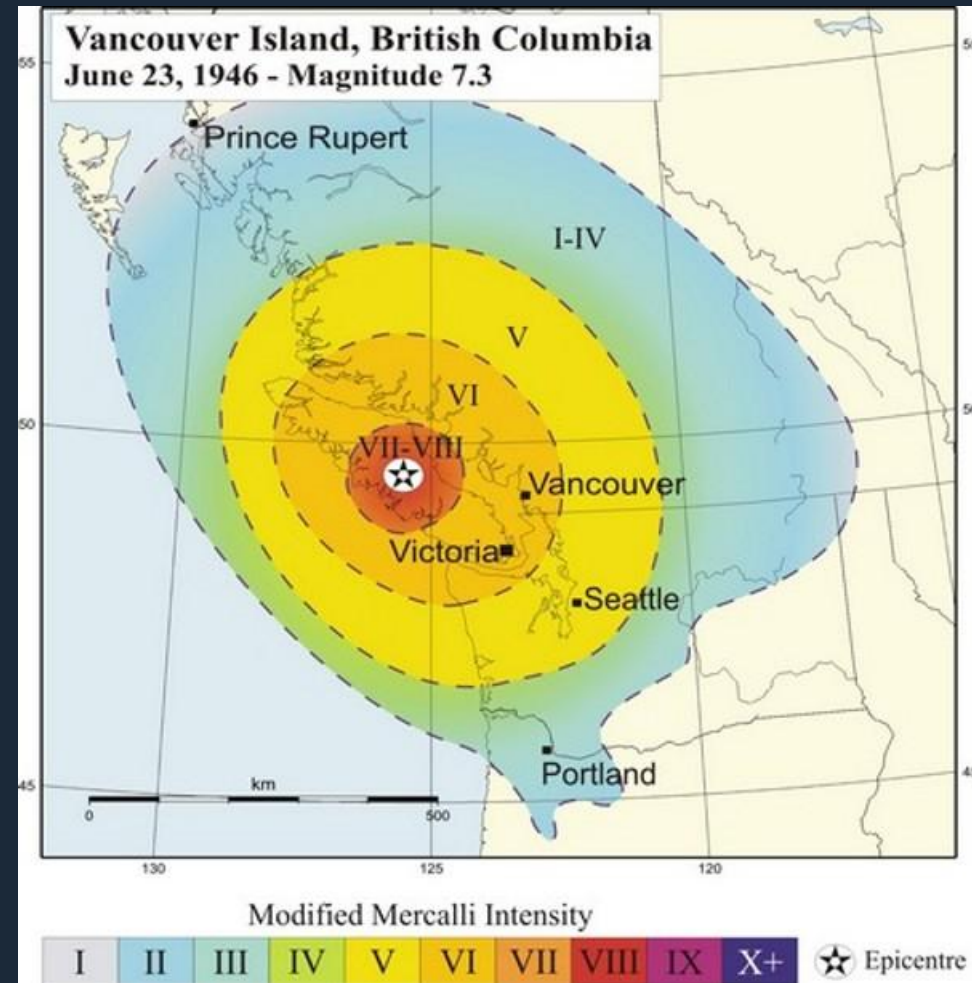 Vancouver Island, British Columbia
June 23, 1946 - Magnitude 7.3
55
Prince Rupert
I-IV
V
VI
50
VII-VIII
Vancouver
Victoria
Seattle
Portland
45
km
0 500
130 125 120
Modified Mercalli Intensity
I II III IV V VI VII VIII IX X+ Epicentre